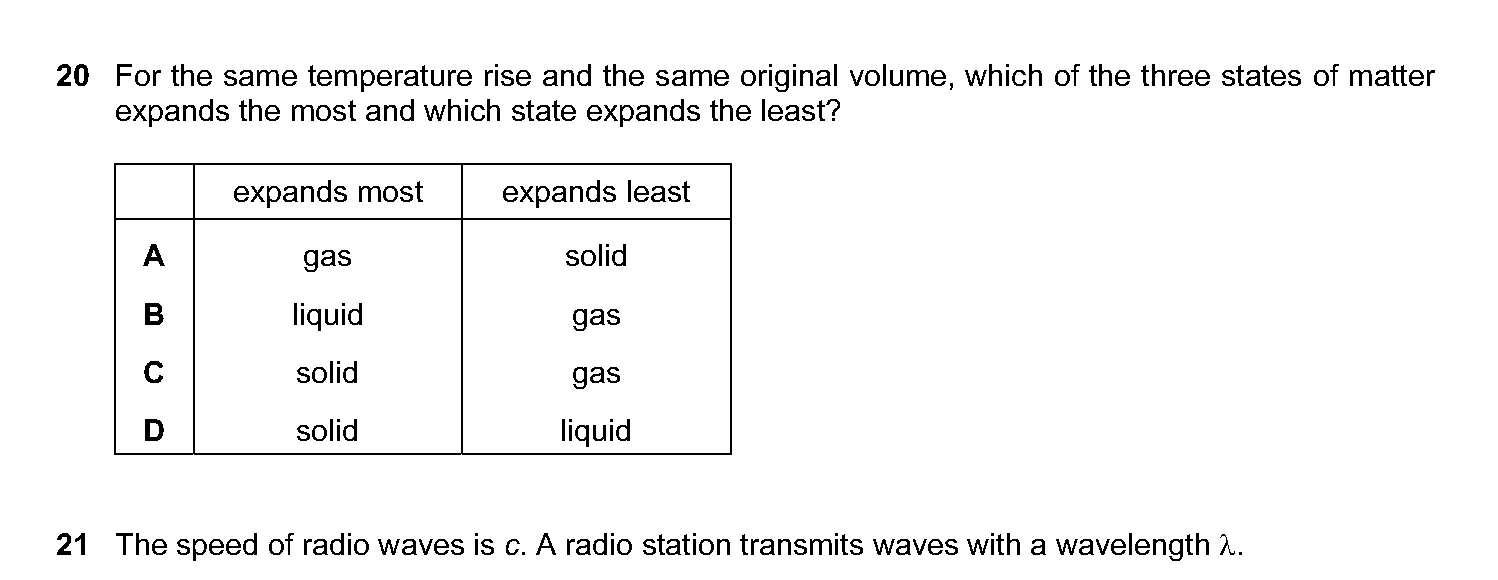 20 For the same temperature rise and the same original volume, which of the three states of matter
expands the most and which state expands the least?
expands most expands least
A gas solid
B liquid gas
C solid gas
D solid liquid
21 The speed of radio waves is c. A radio station transmits waves with a wavelength λ.